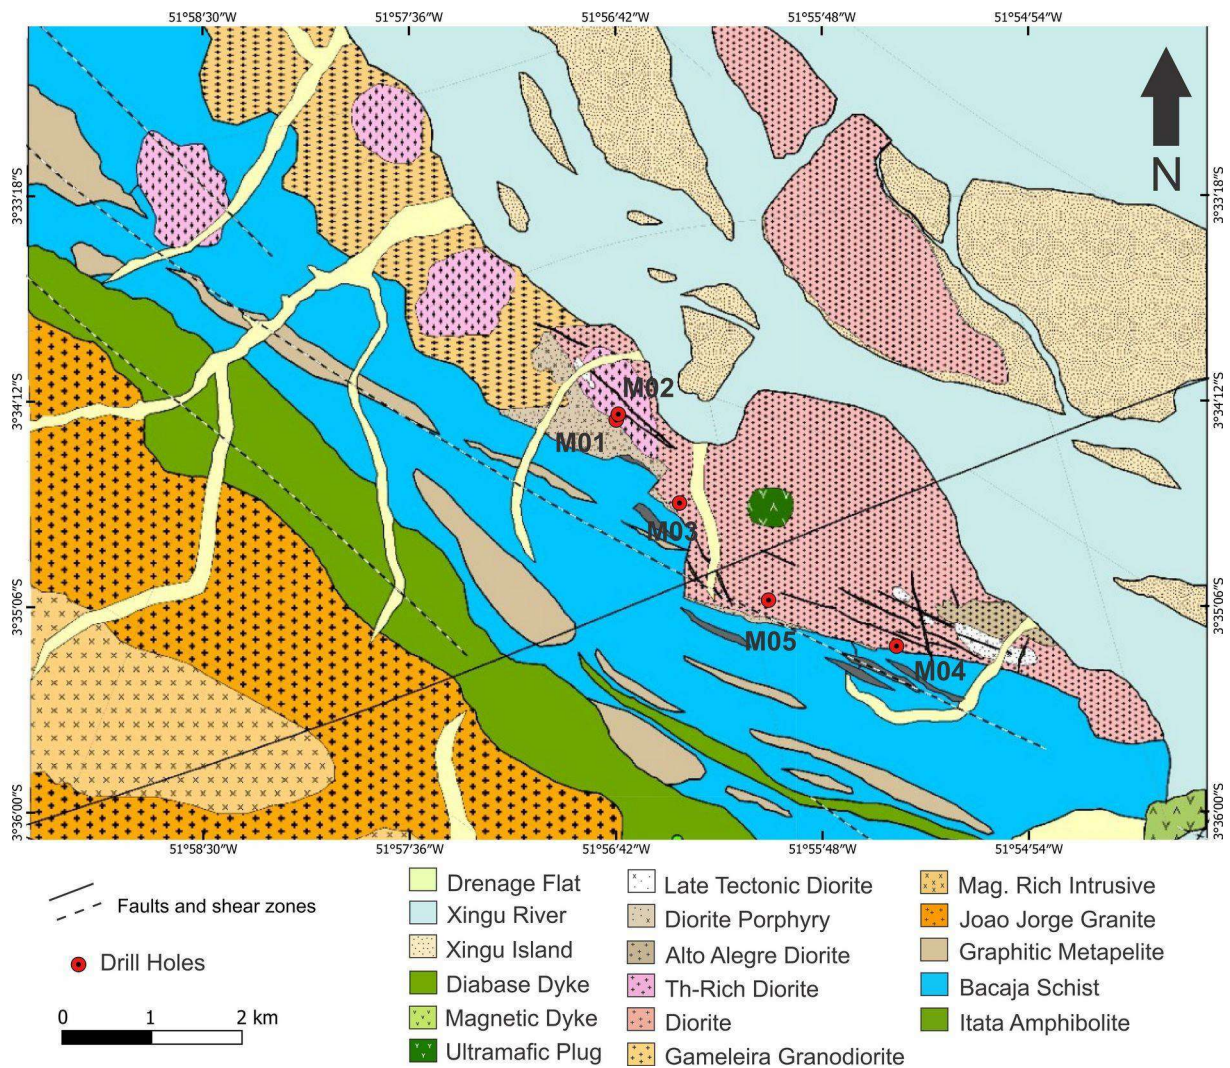 51°58′30″W 51°57′36″W 51°56′42″W 51°55′48″W 51°54′54″W
N
3°33′18″S 3°33′18″S
M02
3°34′12″S 3°34′12″S
M01
M03
3°35′06″S 3°35′06″S
M05
M04
3°36′00″S 3°36′00″S
51°58′30″W 51°57′36″W 51°56′42″W 51°55′48″W 51°54′54″W
Faults and shear zones
Drill Holes
0 1 2 km
Drenage Flat
Xingu River
Xingu Island
Diabase Dyke
Magnetic Dyke
Ultramafic Plug
Late Tectonic Diorite
Diorite Porphyry
Alto Alegre Diorite
Th-Rich Diorite
Diorite
Gameleira Granodiorite
Mag. Rich Intrusive
Joao Jorge Granite
Graphitic Metapelite
Bacaja Schist
Itata Amphibolite